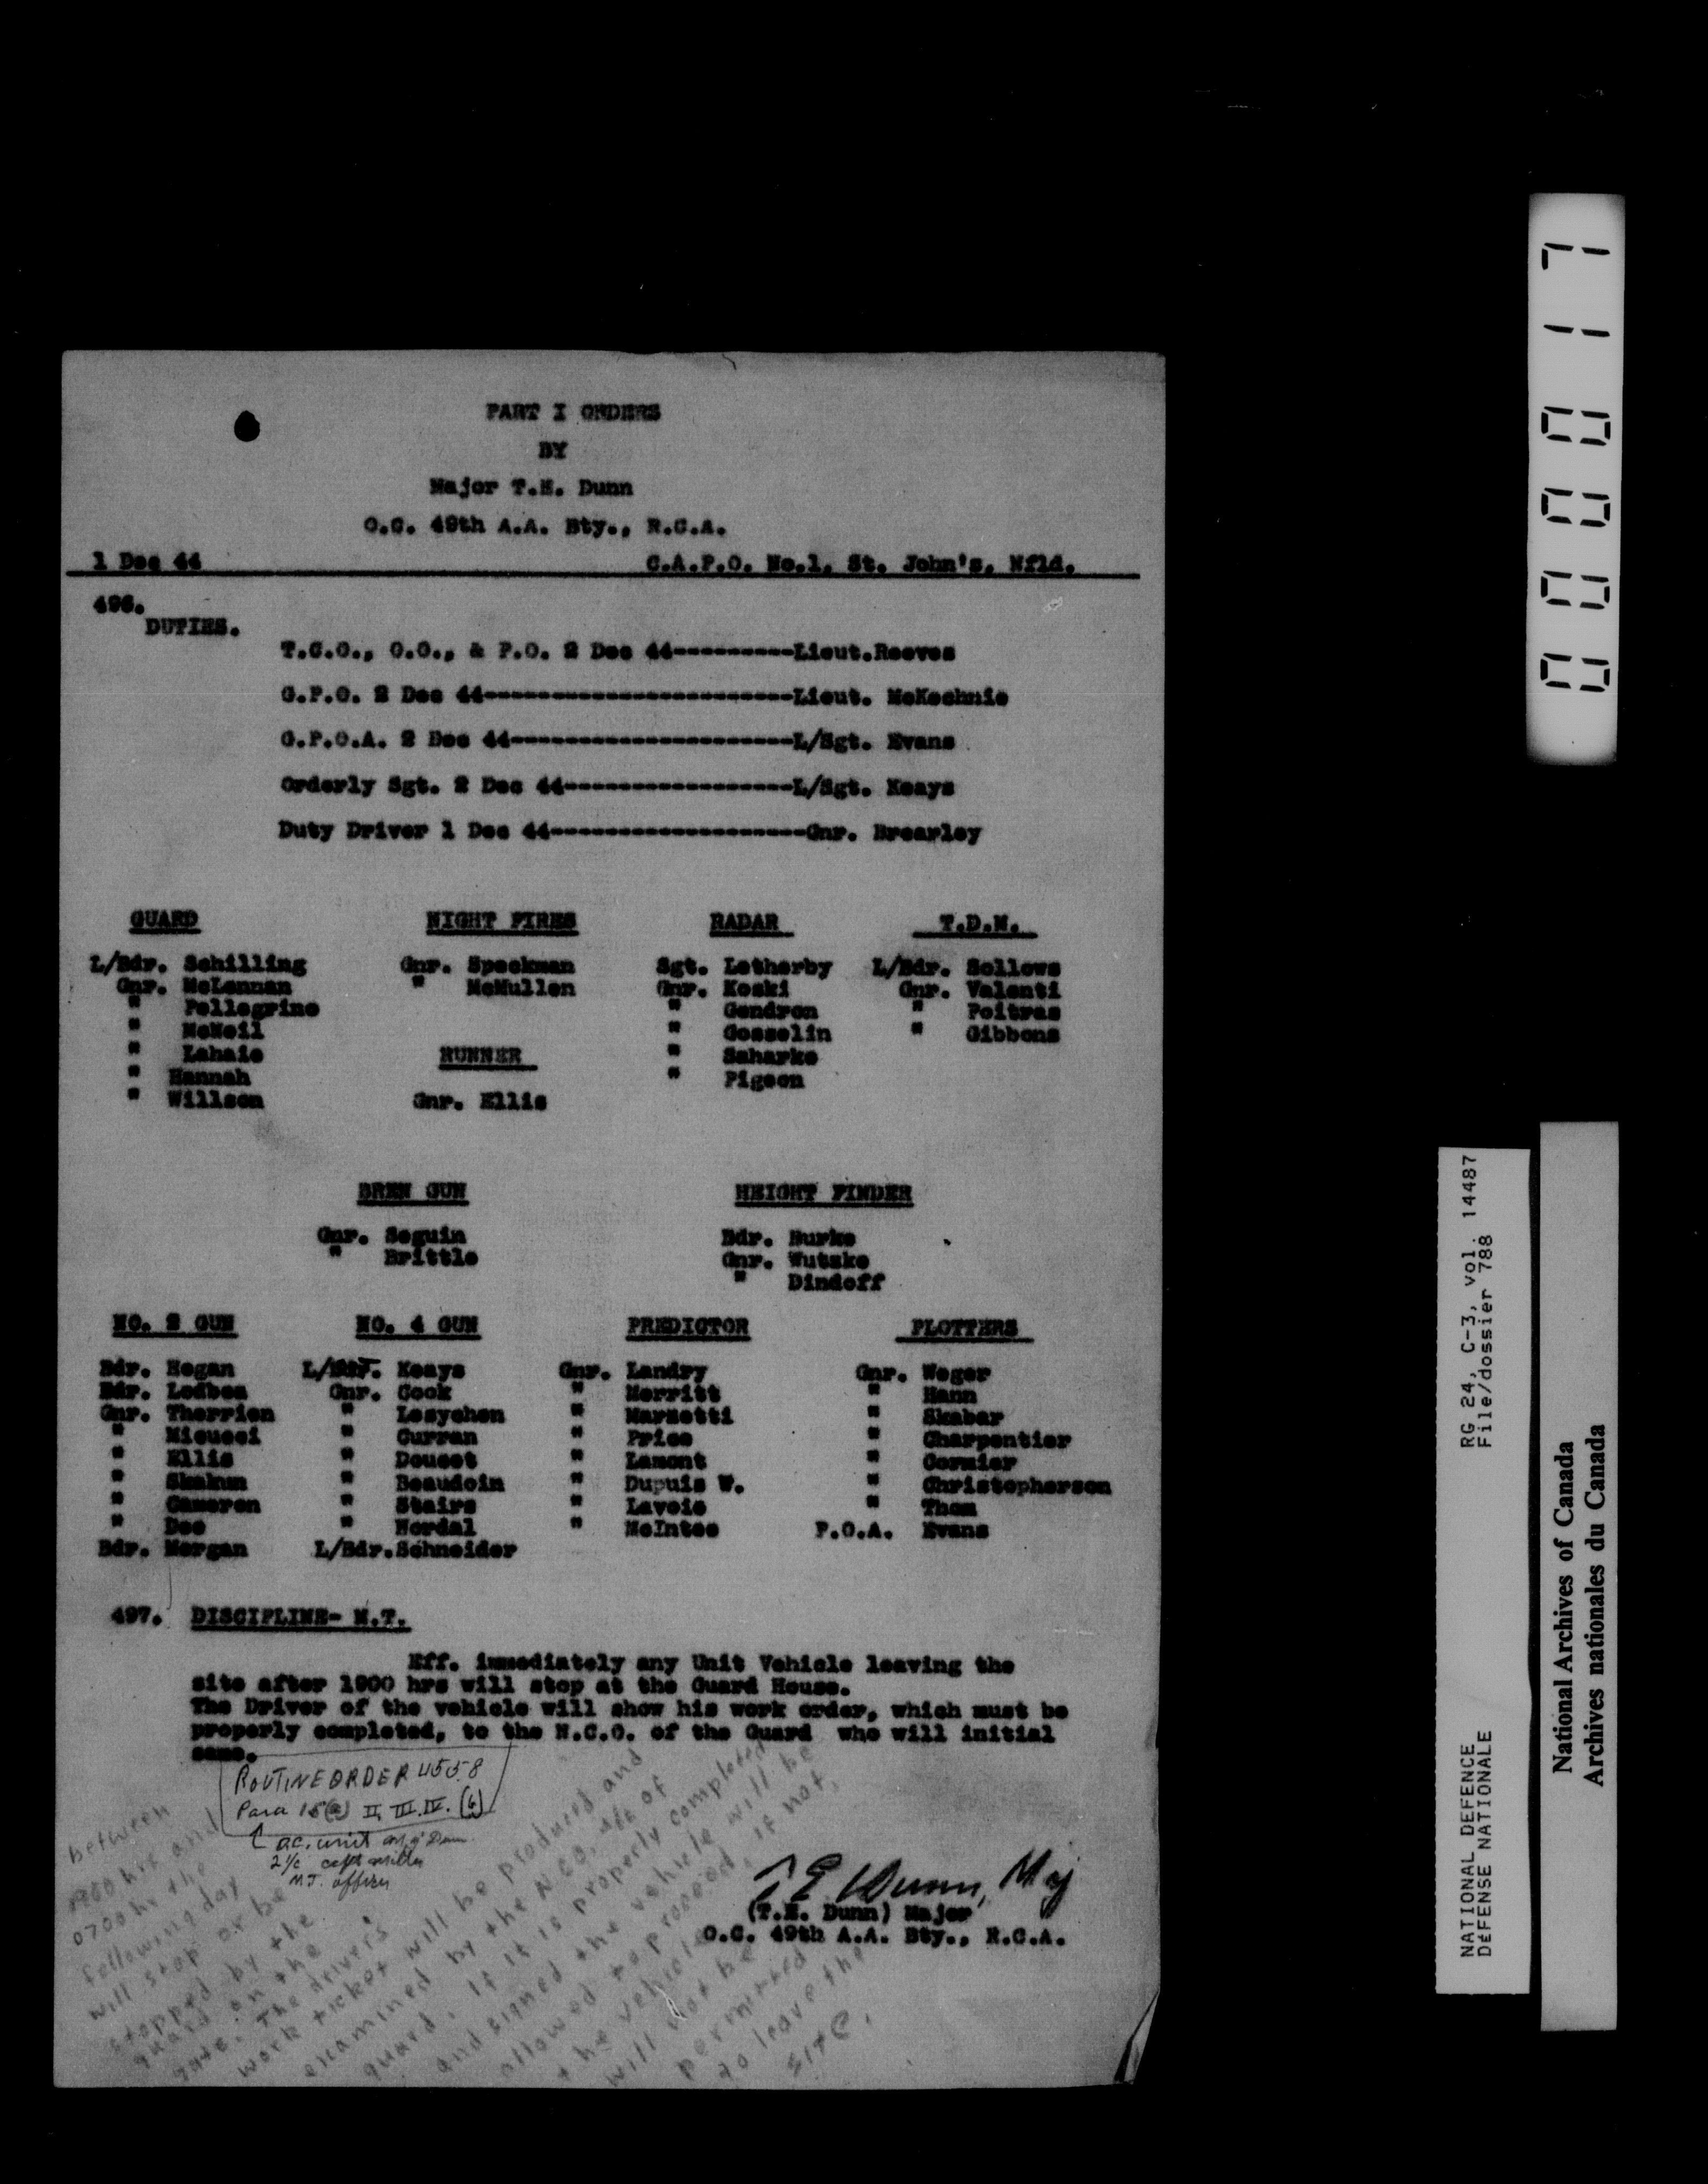 PART I ORDERS
BY
Major T.E. Dunn
O.C. 49th A.A. Bty., R.C.A.
1 Dec 44 C.A.P.O. No.1, St. John's, Nfld.
496.
DUTIES.
T.C.O., O.O., & P.O. 2 Dec 44----------Lieut.Reeves
G.P.O. 2 Dec 44------------------------Lieut. McKechnie
G.P.O.A. 2 Dec 44----------------------L/Sgt. Evans
Orderly Sgt. 2 Dec 44------------------L/Sgt. Keays
Duty Driver 1 Dec 44--------------------Gnr. Brearley
GUARD NIGHT FIRES RADAR T.D.M.
L/Bdr. Schilling Gnr. Speckman Sgt. Letherby L/Bdr. Sollows
Gnr. McLennan " McMullen Gnr. Koski Gnr. Valenti
" Pellegrino " Gendron " Poitras
" McNeil " Gosselin " Gibbons
" Lahaie RUNNER " Saharko
" Hannah " Pigeon
" Willson Gnr. Ellis
BREN GUN HEIGHT FINDER
Gnr. Seguin Bdr. Burke
" Brittle Gnr. Wutzke
" Dindoff
NO. 2 GUN NO. 4 GUN PREDICTOR PLOTTERS
Bdr. Hogan L/ Keays Gnr. Landry Gnr. Weger
Bdr. Gnr. Cook " Merritt " Hann
Gnr. Therrien " Lesychen " " Skabar
" Micucci " Curran " Price " Charpentier
" Ellis " Doucet " Lamont " Cormier
" " Beaudoin " Dupuis W. " Christopherson
" Cameron " Stairs " Lavoie " Thom
" Dee " Nordal " McIntee P.O.A. Evans
Bdr. Morgan L/Bdr.Schneider
497. DISCIPLINE- M.T.
Eff. immediately any Unit Vehicle leaving the
site after 1900 hrs will stop at the Guard House.
The Driver of the vehicle will show his work order, which must be
properly completed, to the N.C.O. of the Guard who will initial
same.
ROUTINE ORDER 4558
Para 15(a) II, III. IV. (b)
O.C. unit Maj Dunn
2 i/c capt
M.T. officer
between
1900 hrs and
0700 hr the
following day
will stop or be
stopped by the
guard on the
gate. The driver's
work ticket will be produced and
examined by the NCO i/c of
guard. If it is properly completed
and signed the vehicle will be
allowed to proceed, if not,
the vehicle
will not be
permitted
to leave the
site.
T E Dunn, Maj
(T.E. Dunn) Major
O.C. 49th A.A. Bty., R.C.A.
0000117
RG 24, C-3, vol. 14487
File/dossier 788
NATIONAL DEFENCE
DÉFENSE NATIONALE
National Archives of Canada
Archives nationales du Canada